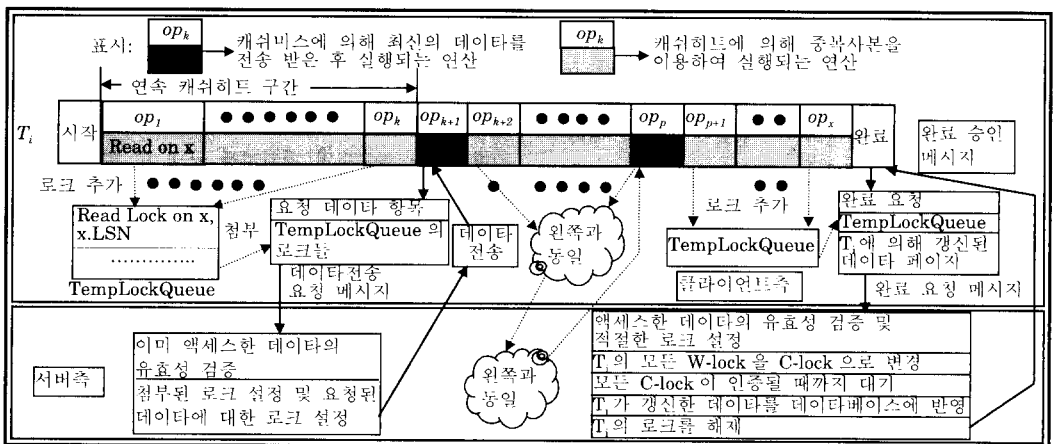 표시:
op_k
캐쉬미스에 의해 최신의 데이타를
전송 받은 후 실행되는 연산
op_k
캐쉬히트에 의해 중복사본을
이용하여 실행되는 연산
연속 캐쉬히트 구간
T_i 시작 op_1 op_k op_{k+1} op_{k+2} op_p op_{p+1} op_x 완료
Read on x
완료 승인
메시지
로크 추가
Read Lock on x,
x.LSN
TempLockQueue
첨부
요청 데이타 항목
TempLockQueue 의
로크들
데이타전송
요청 메시지
데이타
전송
왼쪽과
동일
로크 추가
TempLockQueue
클라이언트측
완료 요청
TempLockQueue
T_i에 의해 갱신된
데이타 페이지
완료 요청 메시지
서버측
이미 액세스한 데이타의
유효성 검증
첨부된 로크 설정 및 요청된
데이타에 대한 로크 설정
왼쪽과
동일
액세스한 데이타의 유효성 검증 및
적절한 로크 설정
T_i의 모든 W-lock 을 C-lock 으로 변경
모든 C-lock 이 인증될 때까지 대기
T_i가 갱신한 데이타를 데이타베이스에 반영
T_i의 로크를 해제